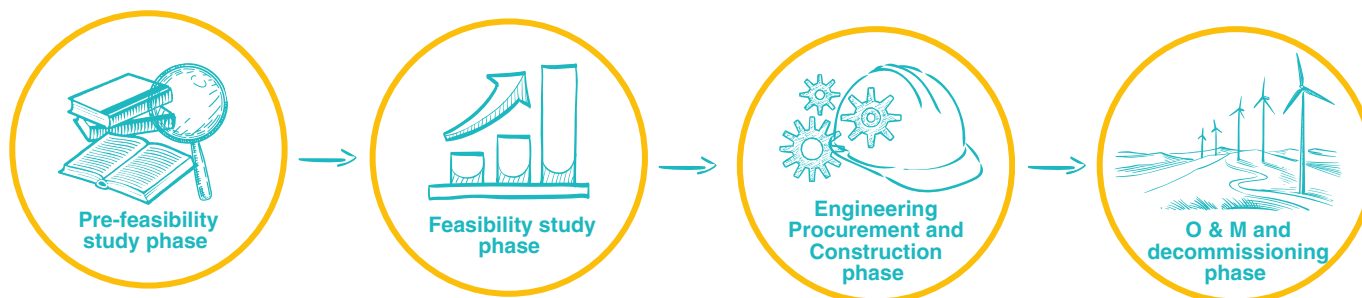 Pre-feasibility
study phase
Feasibility study
phase
Engineering
Procurement and
Construction
phase
O & M and
decommissioning
phase